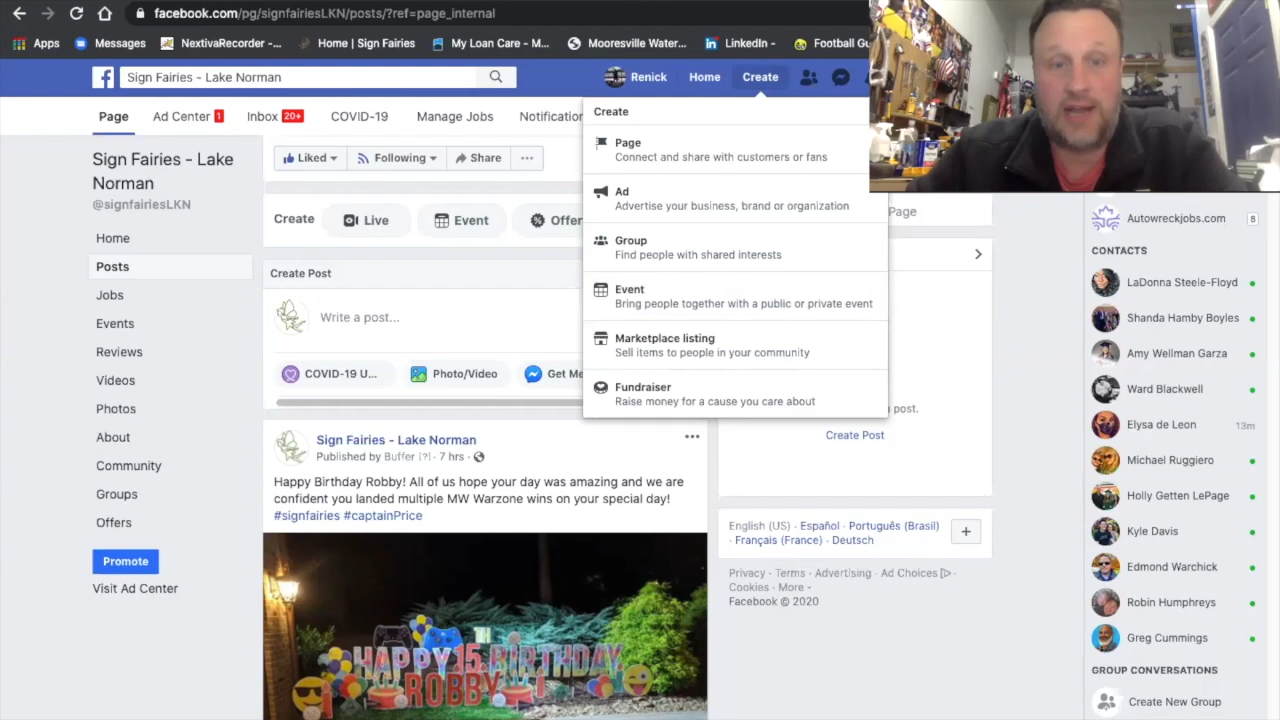 facebook.com/pg/signfairiesLKN/posts/?ref=page_internal
Apps
Messages
NextivaRecorder -...
Home | Sign Fairies
My Loan Care - M...
Mooresville Water...
LinkedIn -
Football Gu
Sign Fairies - Lake Norman
Renick
Home
Create
Page
Ad Center 1
Inbox 20+
COVID-19
Manage Jobs
Notification
Sign Fairies - Lake
Norman
@signfairiesLKN
Home
Posts
Jobs
Events
Reviews
Videos
Photos
About
Community
Groups
Offers
Promote
Visit Ad Center
Liked
Following
Share
Create
Live
Event
Offer
Create Post
Write a post...
COVID-19 U...
Photo/Video
Get Me
Sign Fairies - Lake Norman
Published by Buffer [?] · 7 hrs ·
Happy Birthday Robby! All of us hope your day was amazing and we are
confident you landed multiple MW Warzone wins on your special day!
#signfairies #captainPrice
HAPPY 15 BIRTHDAY
ROBBY !
Create
Page
Connect and share with customers or fans
Ad
Advertise your business, brand or organization
Group
Find people with shared interests
Event
Bring people together with a public or private event
Marketplace listing
Sell items to people in your community
Fundraiser
Raise money for a cause you care about
Page
post.
Create Post
English (US) · Español · Português (Brasil)
· Français (France) · Deutsch
Privacy · Terms · Advertising · Ad Choices ·
Cookies · More
Facebook © 2020
Autowreckjobs.com 8
CONTACTS
LaDonna Steele-Floyd
Shanda Hamby Boyles
Amy Wellman Garza
Ward Blackwell
Elysa de Leon 13m
Michael Ruggiero
Holly Getten LePage
Kyle Davis
Edmond Warchick
Robin Humphreys
Greg Cummings
GROUP CONVERSATIONS
Create New Group